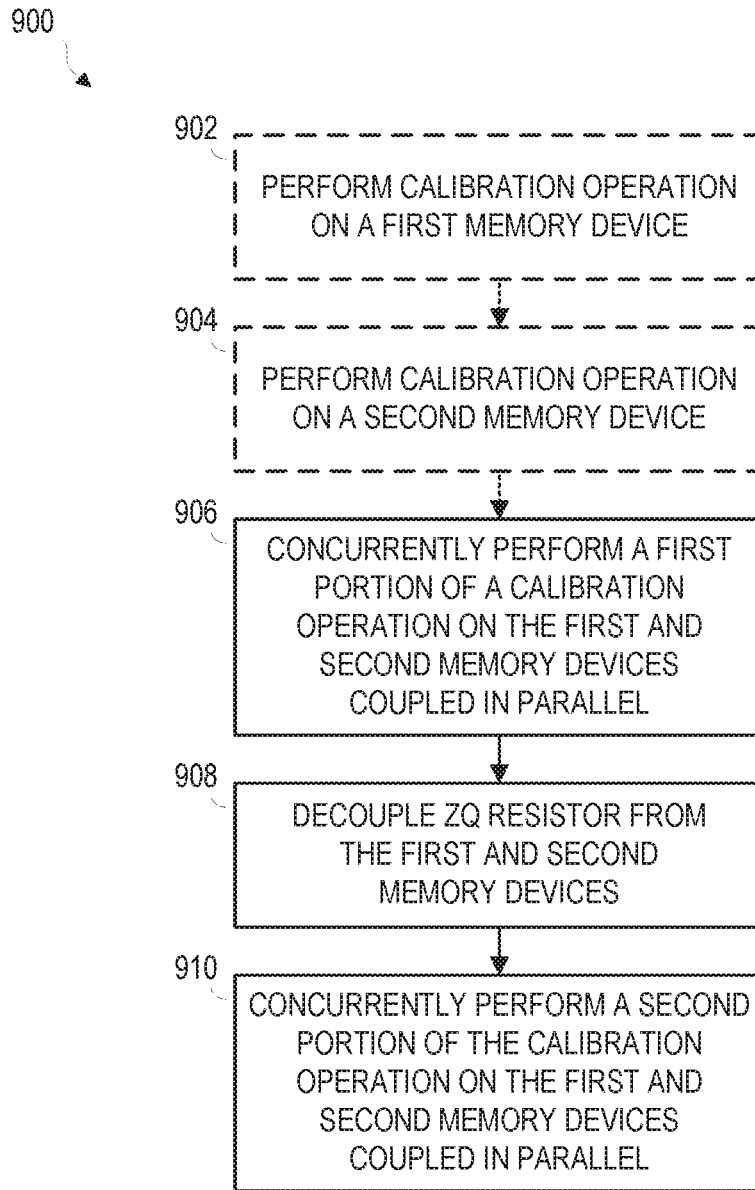 900
902
PERFORM CALIBRATION OPERATION
ON A FIRST MEMORY DEVICE
904
PERFORM CALIBRATION OPERATION
ON A SECOND MEMORY DEVICE
906
CONCURRENTLY PERFORM A FIRST
PORTION OF A CALIBRATION
OPERATION ON THE FIRST AND
SECOND MEMORY DEVICES
COUPLED IN PARALLEL
908
DECOUPLE ZQ RESISTOR FROM
THE FIRST AND SECOND
MEMORY DEVICES
910
CONCURRENTLY PERFORM A SECOND
PORTION OF THE CALIBRATION
OPERATION ON THE FIRST AND
SECOND MEMORY DEVICES
COUPLED IN PARALLEL